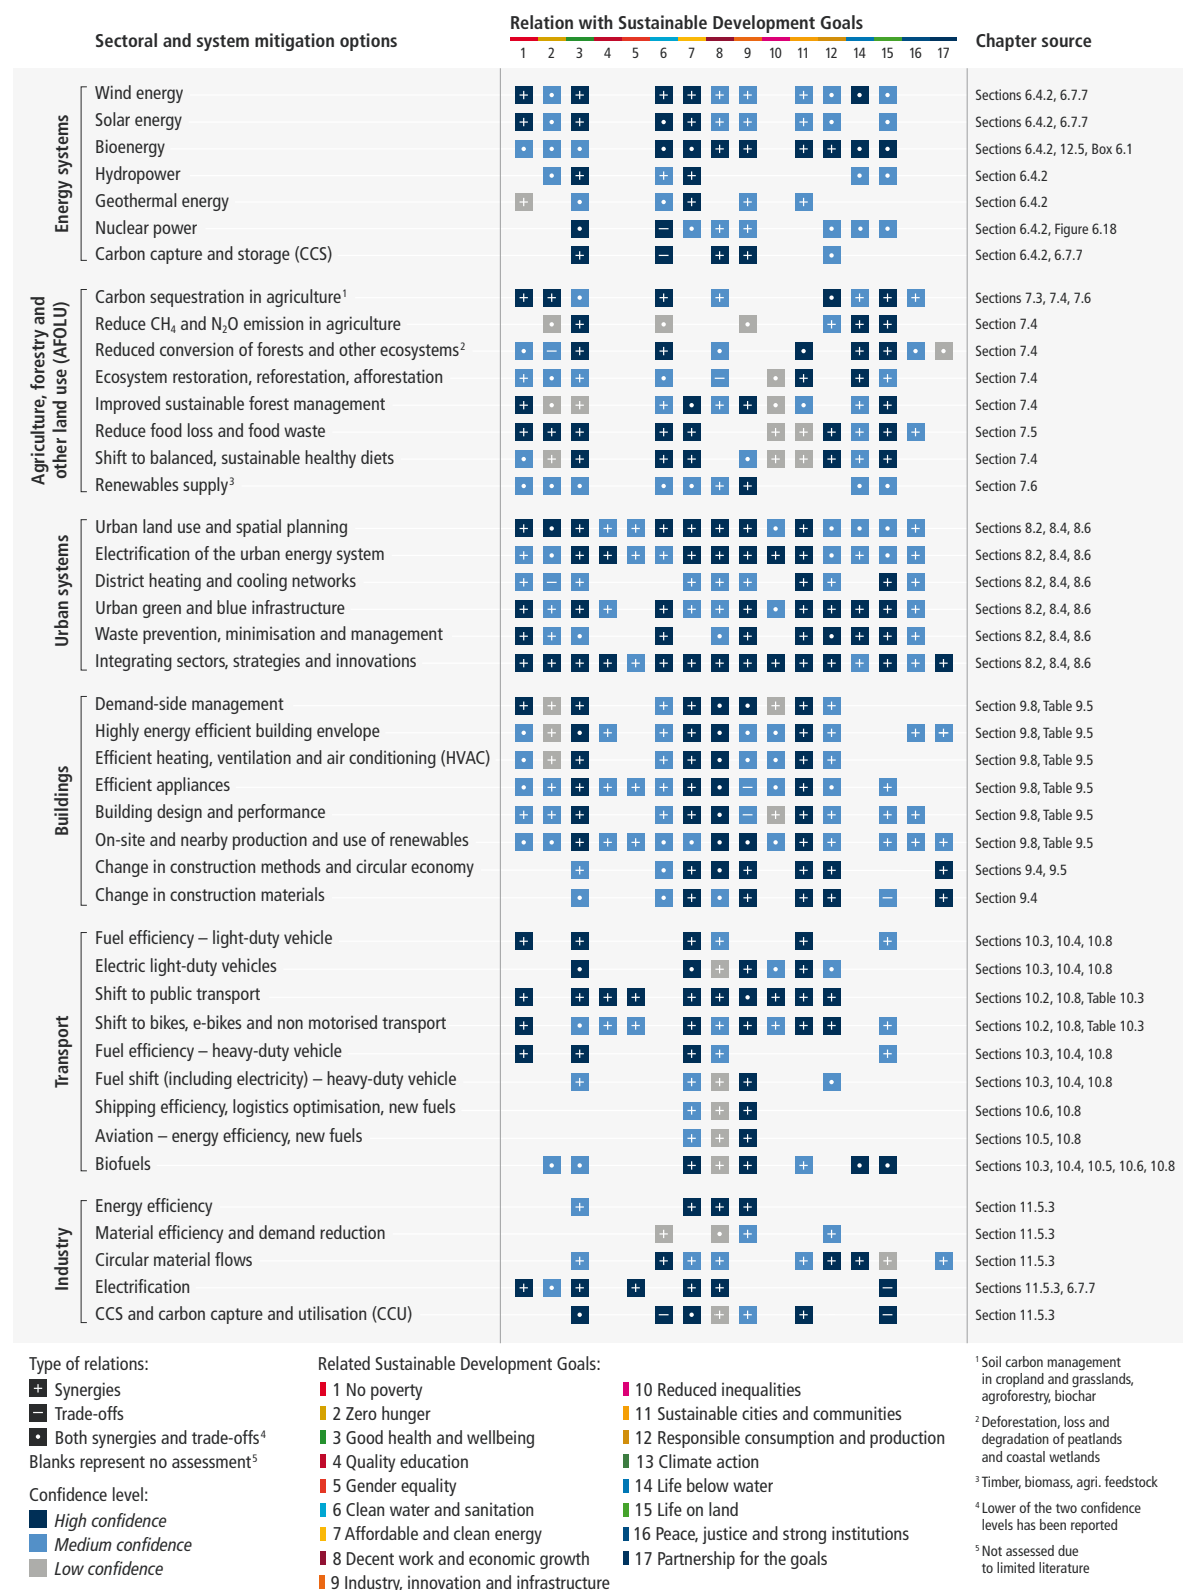 Relation with Sustainable Development Goals
Sectoral and system mitigation options
1 2 3 4 5 6 7 8 9 10 11 12 14 15 16 17
Chapter source
Energy systems
Wind energy
Sections 6.4.2, 6.7.7
Solar energy
Sections 6.4.2, 6.7.7
Bioenergy
Sections 6.4.2, 12.5, Box 6.1
Hydropower
Section 6.4.2
Geothermal energy
Section 6.4.2
Nuclear power
Section 6.4.2, Figure 6.18
Carbon capture and storage (CCS)
Section 6.4.2, 6.7.7
Agriculture, forestry and
other land use (AFOLU)
Carbon sequestration in agriculture¹
Sections 7.3, 7.4, 7.6
Reduce CH₄ and N₂O emission in agriculture
Section 7.4
Reduced conversion of forests and other ecosystems²
Section 7.4
Ecosystem restoration, reforestation, afforestation
Section 7.4
Improved sustainable forest management
Section 7.4
Reduce food loss and food waste
Section 7.5
Shift to balanced, sustainable healthy diets
Section 7.4
Renewables supply³
Section 7.6
Urban systems
Urban land use and spatial planning
Sections 8.2, 8.4, 8.6
Electrification of the urban energy system
Sections 8.2, 8.4, 8.6
District heating and cooling networks
Sections 8.2, 8.4, 8.6
Urban green and blue infrastructure
Sections 8.2, 8.4, 8.6
Waste prevention, minimisation and management
Sections 8.2, 8.4, 8.6
Integrating sectors, strategies and innovations
Sections 8.2, 8.4, 8.6
Buildings
Demand-side management
Section 9.8, Table 9.5
Highly energy efficient building envelope
Section 9.8, Table 9.5
Efficient heating, ventilation and air conditioning (HVAC)
Section 9.8, Table 9.5
Efficient appliances
Section 9.8, Table 9.5
Building design and performance
Section 9.8, Table 9.5
On-site and nearby production and use of renewables
Section 9.8, Table 9.5
Change in construction methods and circular economy
Sections 9.4, 9.5
Change in construction materials
Section 9.4
Transport
Fuel efficiency – light-duty vehicle
Sections 10.3, 10.4, 10.8
Electric light-duty vehicles
Sections 10.3, 10.4, 10.8
Shift to public transport
Sections 10.2, 10.8, Table 10.3
Shift to bikes, e-bikes and non motorised transport
Sections 10.2, 10.8, Table 10.3
Fuel efficiency – heavy-duty vehicle
Sections 10.3, 10.4, 10.8
Fuel shift (including electricity) – heavy-duty vehicle
Sections 10.3, 10.4, 10.8
Shipping efficiency, logistics optimisation, new fuels
Sections 10.6, 10.8
Aviation – energy efficiency, new fuels
Sections 10.5, 10.8
Biofuels
Sections 10.3, 10.4, 10.5, 10.6, 10.8
Industry
Energy efficiency
Section 11.5.3
Material efficiency and demand reduction
Section 11.5.3
Circular material flows
Section 11.5.3
Electrification
Sections 11.5.3, 6.7.7
CCS and carbon capture and utilisation (CCU)
Section 11.5.3
Type of relations:
+ Synergies
– Trade-offs
• Both synergies and trade-offs⁴
Blanks represent no assessment⁵
Confidence level:
High confidence
Medium confidence
Low confidence
Related Sustainable Development Goals:
1 No poverty
2 Zero hunger
3 Good health and wellbeing
4 Quality education
5 Gender equality
6 Clean water and sanitation
7 Affordable and clean energy
8 Decent work and economic growth
9 Industry, innovation and infrastructure
10 Reduced inequalities
11 Sustainable cities and communities
12 Responsible consumption and production
13 Climate action
14 Life below water
15 Life on land
16 Peace, justice and strong institutions
17 Partnership for the goals
¹ Soil carbon management
in cropland and grasslands,
agroforestry, biochar
² Deforestation, loss and
degradation of peatlands
and coastal wetlands
³ Timber, biomass, agri. feedstock
⁴ Lower of the two confidence
levels has been reported
⁵ Not assessed due
to limited literature